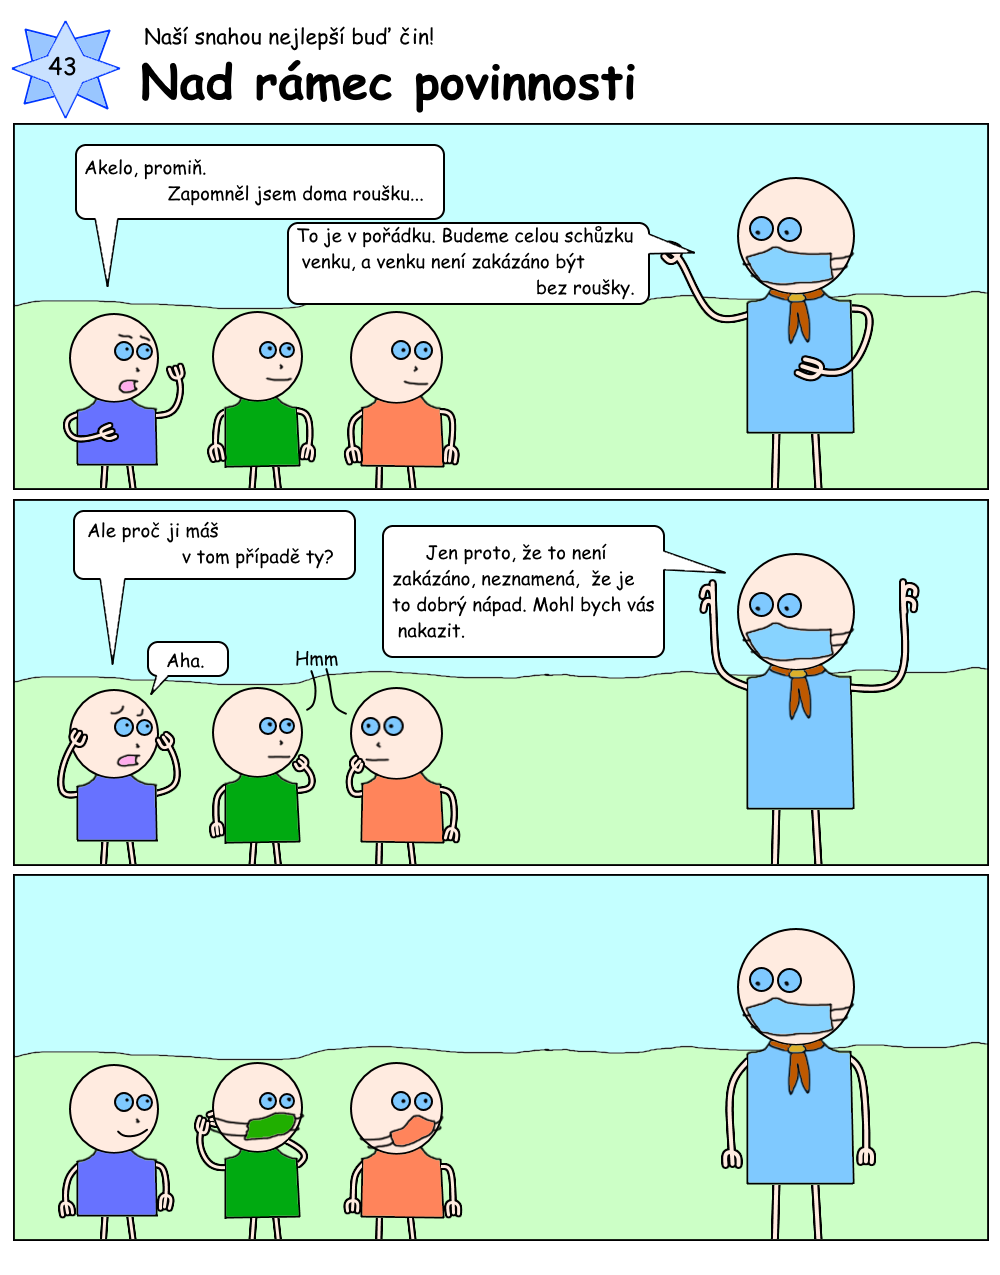 43
Naší snahou nejlepší buď čin!
Nad rámec povinnosti
Akelo, promiň.
Zapomněl jsem doma roušku...
To je v pořádku. Budeme celou schůzku
venku, a venku není zakázáno být
bez roušky.
Ale proč ji máš
v tom případě ty?
Jen proto, že to není
zakázáno, neznamená, že je
to dobrý nápad. Mohl bych vás
nakazit.
Aha.
Hmm